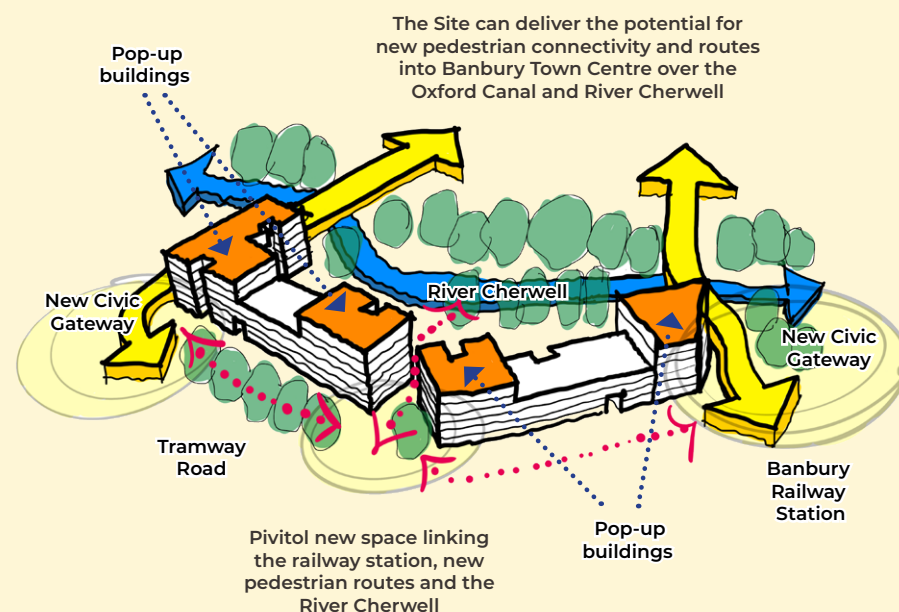 The Site can deliver the potential for
new pedestrian connectivity and routes
into Banbury Town Centre over the
Oxford Canal and River Cherwell
Pop-up
buildings
River Cherwell
New Civic
Gateway
New Civic
Gateway
Tramway
Road
Banbury
Railway
Station
Pop-up
buildings
Pivitol new space linking
the railway station, new
pedestrian routes and the
River Cherwell